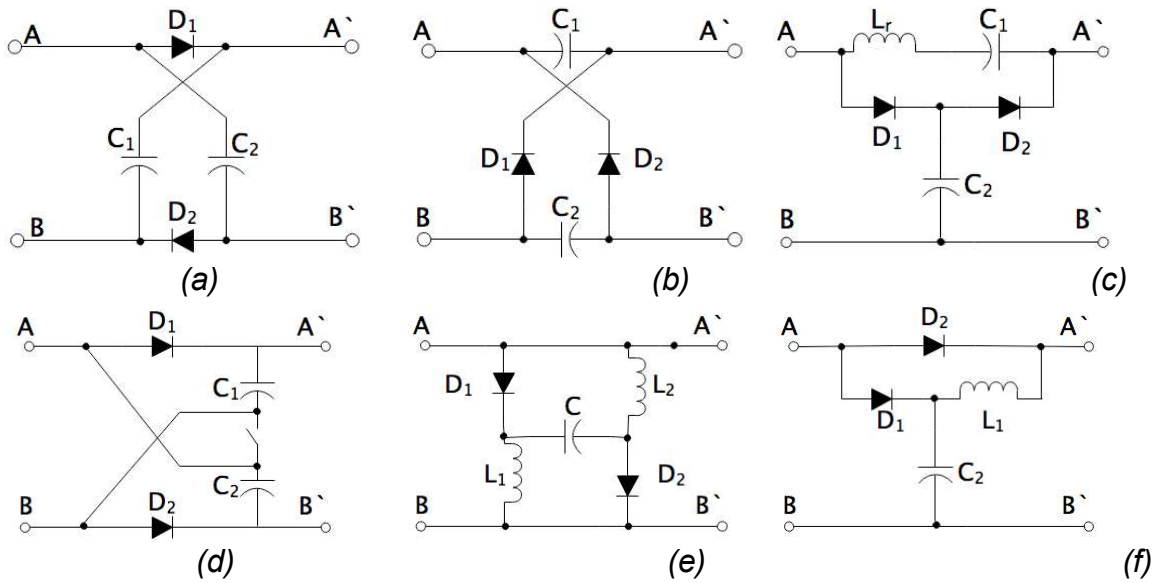 A D₁ A`
C₁ C₂
B D₂ B`
(a)
A C₁ A`
D₁ D₂
B C₂ B`
(b)
A Lᵣ C₁ A`
D₁ D₂
C₂
B B`
(c)
A D₁ A`
C₁
C₂
B D₂ B`
(d)
A A`
D₁ L₂
C
L₁ D₂
B B`
(e)
A D₂ A`
D₁ L₁
C₂
B B`
(f)